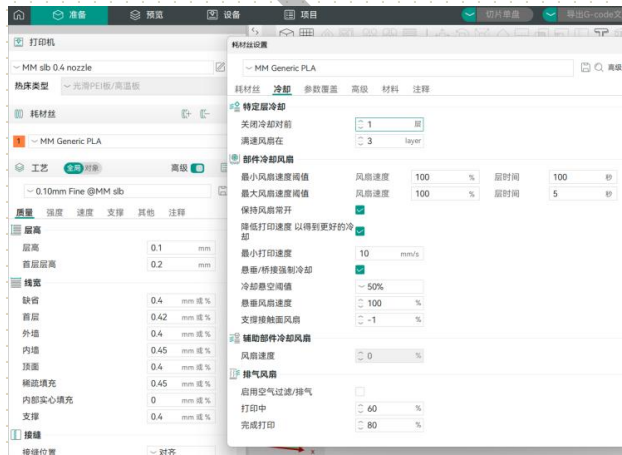 准备
预览
设备
项目
切片单盘
导出G-code文
打印机
MM slb 0.4 nozzle
热床类型 光滑PEI板/高温板
耗材丝
1 MM Generic PLA
工艺 全局 对象 高级
0.10mm Fine @MM slb
质量 强度 速度 支撑 其他 注释
层高
层高 0.1 mm
首层层高 0.2 mm
线宽
缺省 0.4 mm 或 %
首层 0.42 mm 或 %
外墙 0.4 mm 或 %
内墙 0.45 mm 或 %
顶面 0.4 mm 或 %
稀疏填充 0.45 mm 或 %
内部实心填充 0 mm 或 %
支撑 0.4 mm 或 %
接缝
接缝位置 对齐
耗材丝设置
MM Generic PLA 高级
耗材丝 冷却 参数覆盖 高级 材料 注释
特定层冷却
关闭冷却对前 1 层
满速风扇在 3 layer
部件冷却风扇
最小风扇速度阈值 风扇速度 100 % 层时间 100 秒
最大风扇速度阈值 风扇速度 100 % 层时间 5 秒
保持风扇常开
降低打印速度 以得到更好的冷
却
最小打印速度 10 mm/s
悬垂/桥接强制冷却
冷却悬空阈值 50%
悬垂风扇速度 100 %
支撑接触面风扇 -1 %
辅助部件冷却风扇
风扇速度 0 %
排气风扇
启用空气过滤/排气
打印中 60 %
完成打印 80 %
x